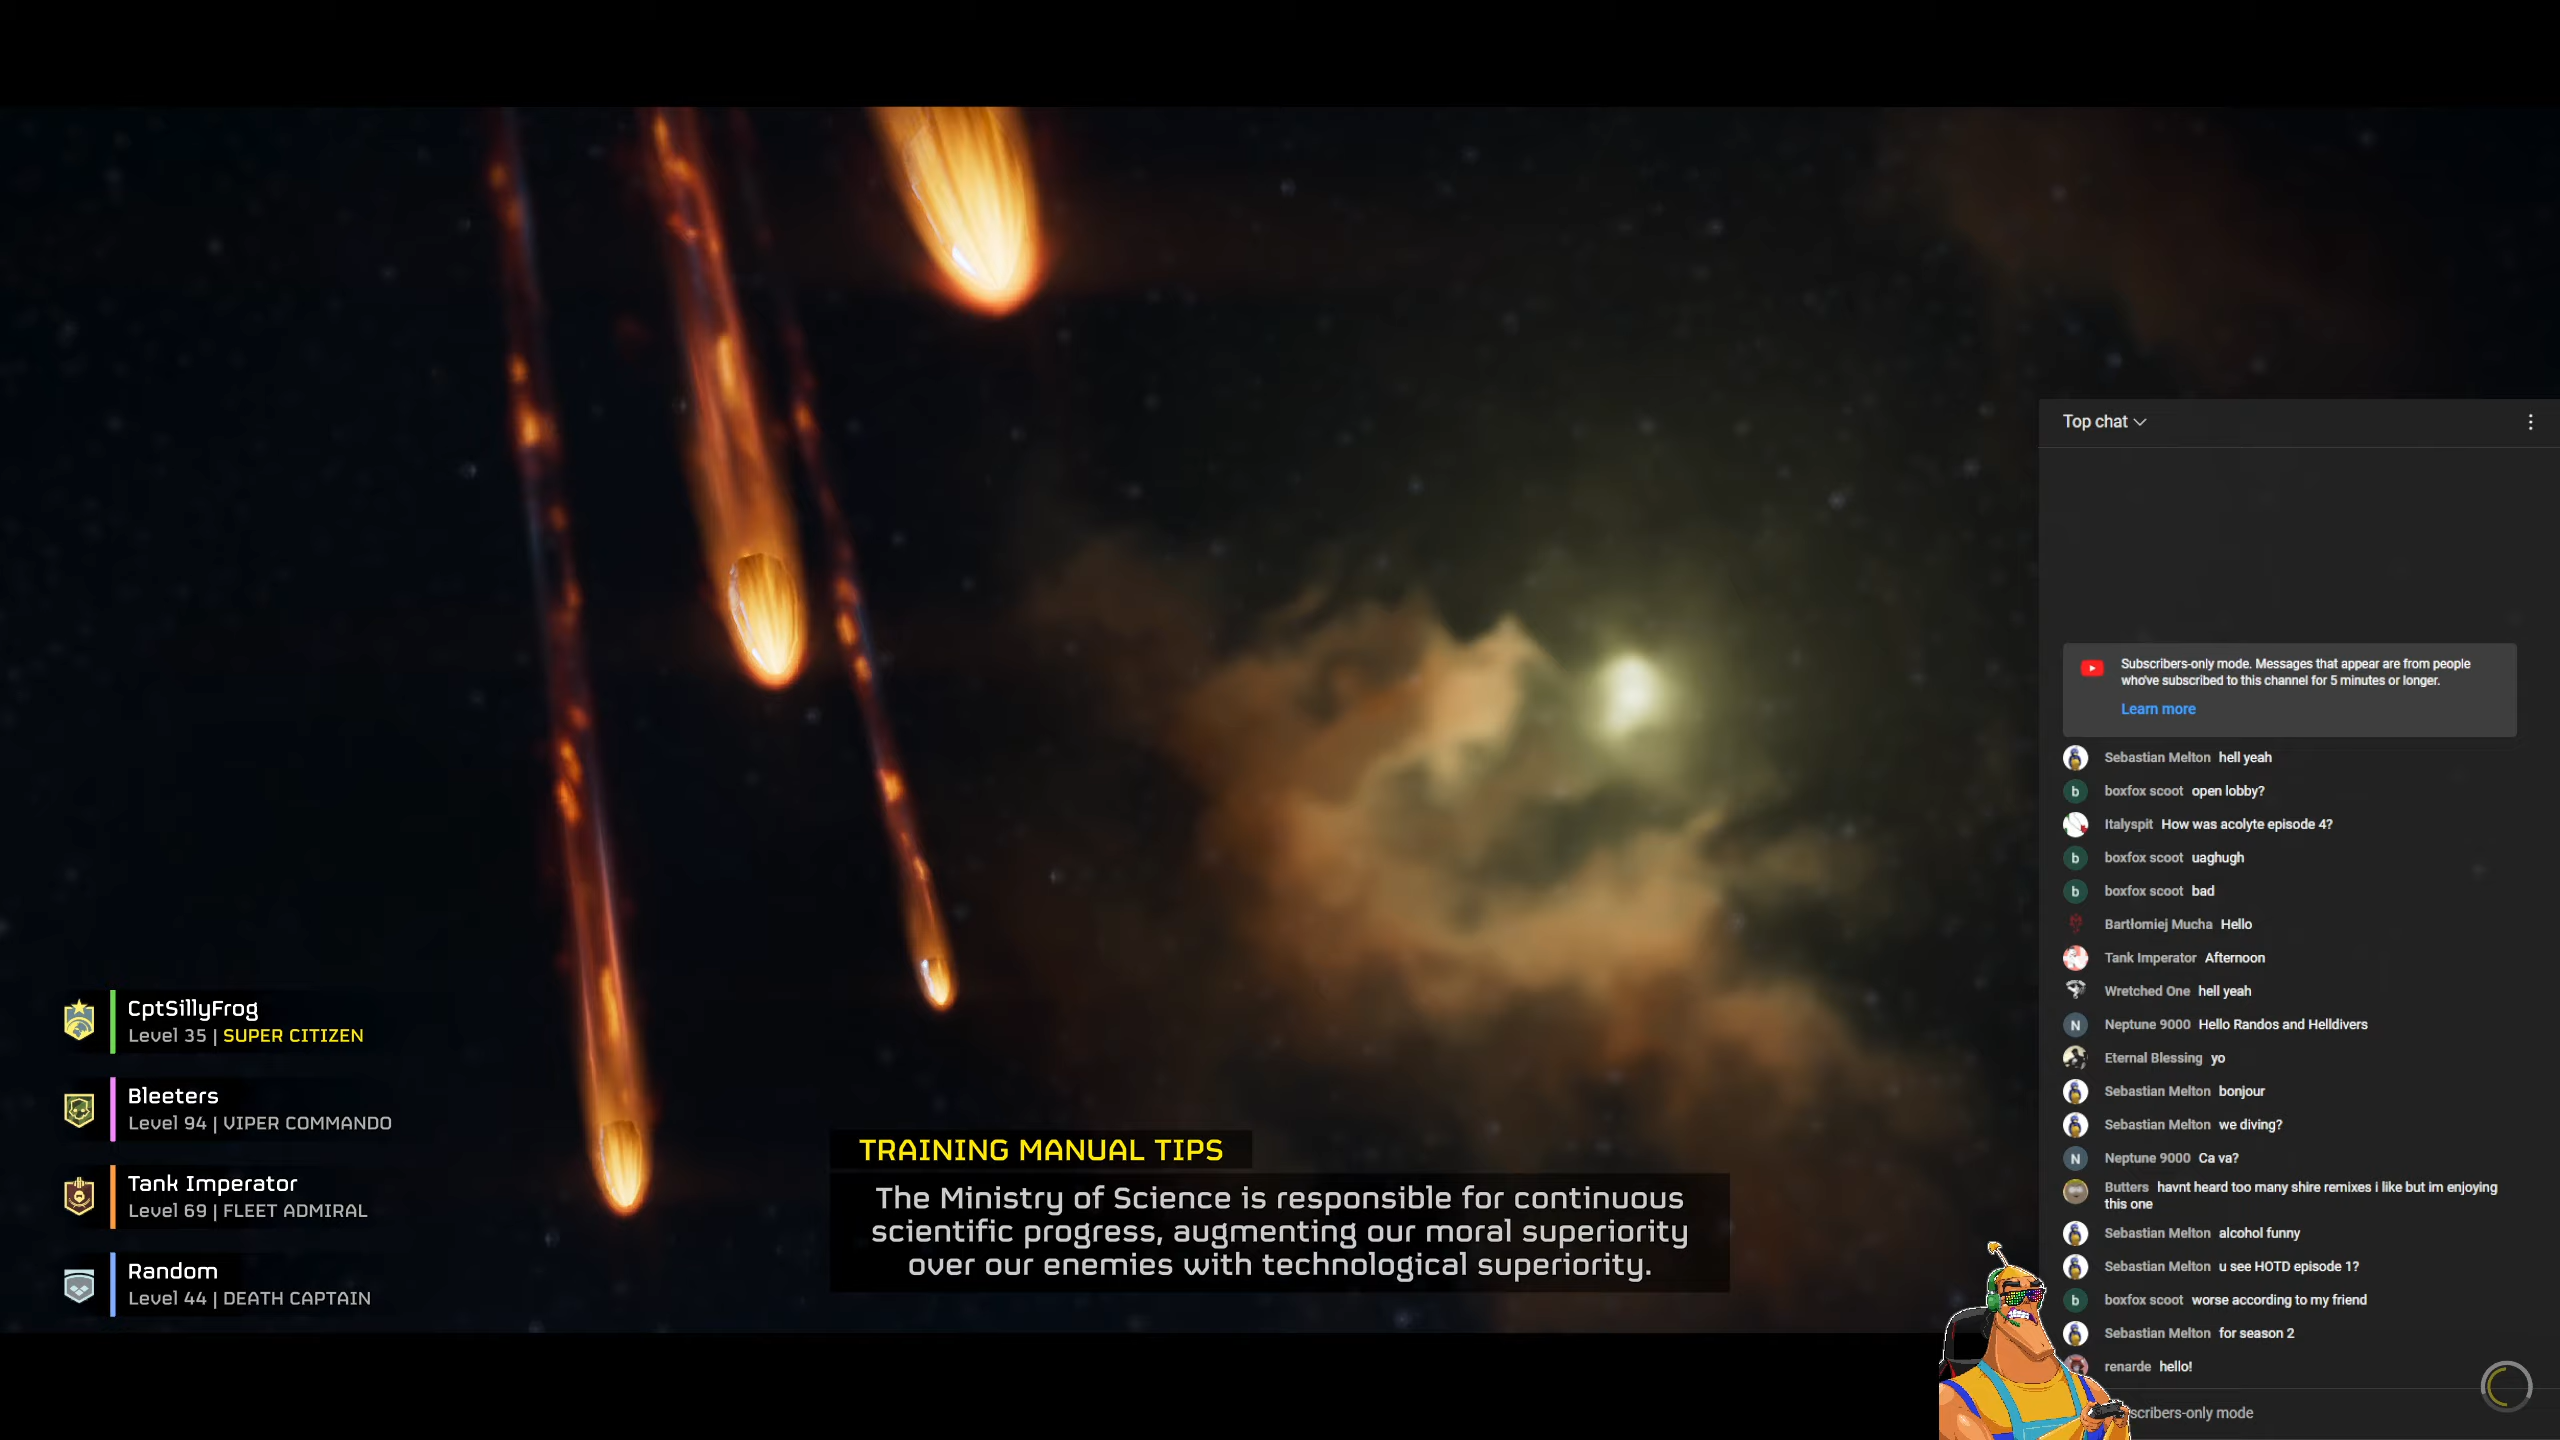 Top chat
Subscribers-only mode. Messages that appear are from people
who've subscribed to this channel for 5 minutes or longer.
Learn more
Sebastian Melton hell yeah
b boxfox scoot open lobby?
Italyspit How was acolyte episode 4?
b boxfox scoot uaghugh
b boxfox scoot bad
Bartlomiej Mucha Hello
Tank Imperator Afternoon
Wretched One hell yeah
N Neptune 9000 Hello Randos and Helldivers
Eternal Blessing yo
Sebastian Melton bonjour
Sebastian Melton we diving?
N Neptune 9000 Ca va?
Butters havnt heard too many shire remixes i like but im enjoying
this one
Sebastian Melton alcohol funny
Sebastian Melton u see HOTD episode 1?
b boxfox scoot worse according to my friend
Sebastian Melton for season 2
renarde hello!
scribers-only mode
CptSillyFrog
Level 35 | SUPER CITIZEN
Bleeters
Level 94 | VIPER COMMANDO
Tank Imperator
Level 69 | FLEET ADMIRAL
Random
Level 44 | DEATH CAPTAIN
TRAINING MANUAL TIPS
The Ministry of Science is responsible for continuous
scientific progress, augmenting our moral superiority
over our enemies with technological superiority.